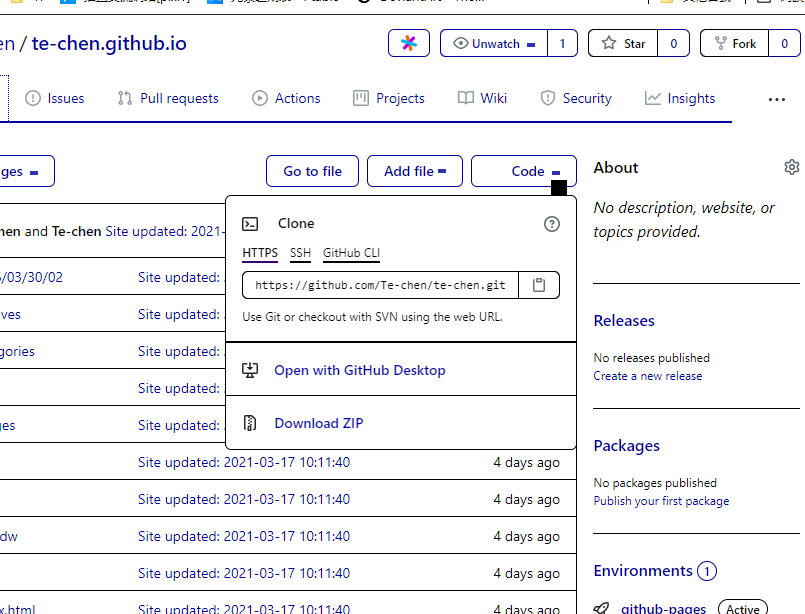 en / te-chen.github.io
Unwatch 1
Star 0
Fork 0
Issues
Pull requests
Actions
Projects
Wiki
Security
Insights
ges
Go to file
Add file
Code
hen and Te-chen Site updated: 2021-
Clone
HTTPS SSH GitHub CLI
https://github.com/Te-chen/te-chen.git
Use Git or checkout with SVN using the web URL.
Open with GitHub Desktop
Download ZIP
/03/30/02 Site updated:
ves Site updated:
gories Site updated:
Site updated:
ges Site updated:
Site updated: 2021-03-17 10:11:40 4 days ago
Site updated: 2021-03-17 10:11:40 4 days ago
dw Site updated: 2021-03-17 10:11:40 4 days ago
Site updated: 2021-03-17 10:11:40 4 days ago
x.html Site updated: 2021-03-17 10:11:40 4 days ago
About
No description, website, or
topics provided.
Releases
No releases published
Create a new release
Packages
No packages published
Publish your first package
Environments 1
github-pages Active